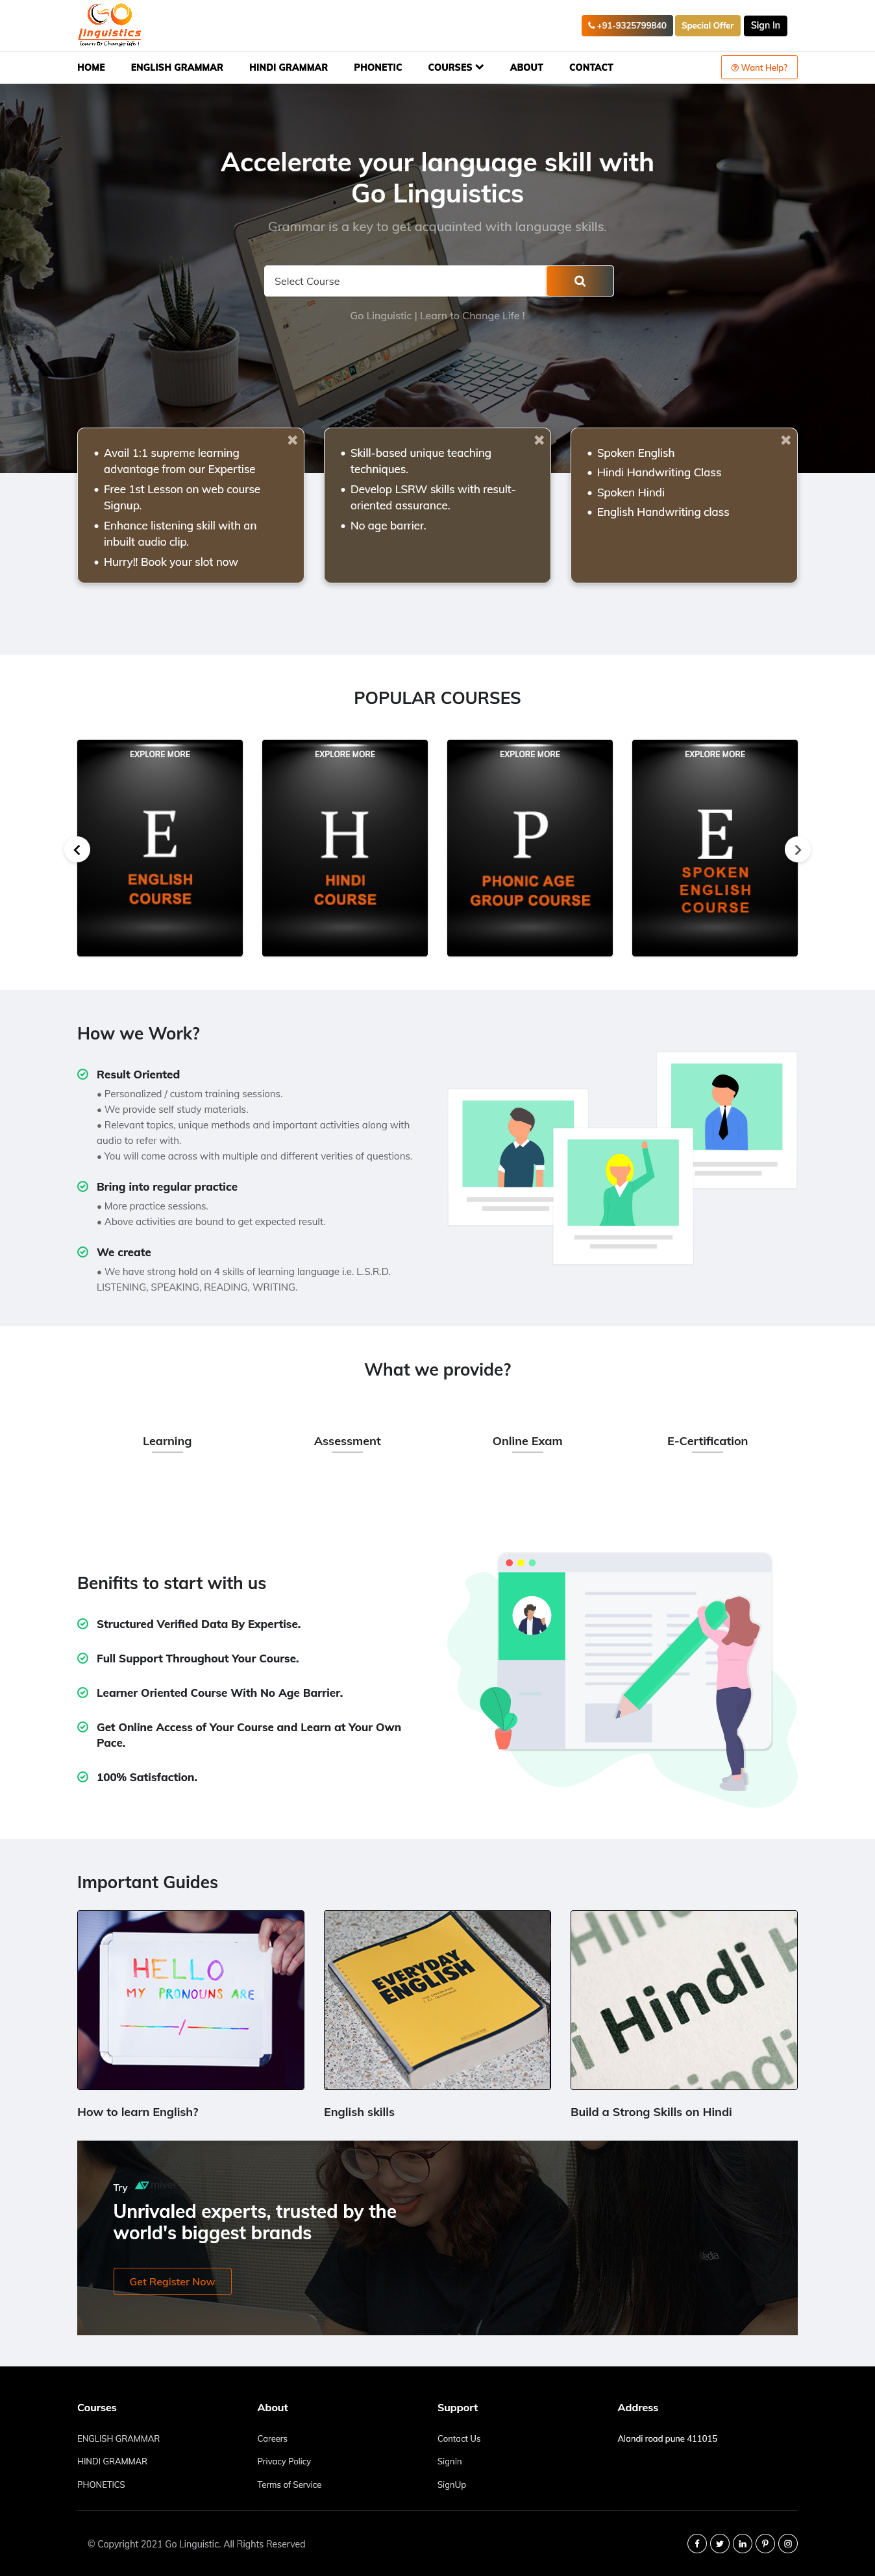 GO
linguistics
learn to Change life !
+91-9325799840
Special Offer
Sign In
HOME
ENGLISH GRAMMAR
HINDI GRAMMAR
PHONETIC
COURSES
ABOUT
CONTACT
Want Help?
Accelerate your language skill with
Go Linguistics
Grammar is a key to get acquainted with language skills.
Select Course
Go Linguistic | Learn to Change Life !
• Avail 1:1 supreme learning
advantage from our Expertise
• Free 1st Lesson on web course
Signup.
• Enhance listening skill with an
inbuilt audio clip.
• Hurry!! Book your slot now
• Skill-based unique teaching
techniques.
• Develop LSRW skills with result-
oriented assurance.
• No age barrier.
• Spoken English
• Hindi Handwriting Class
• Spoken Hindi
• English Handwriting class
POPULAR COURSES
EXPLORE MORE
E
ENGLISH
COURSE
EXPLORE MORE
H
HINDI
COURSE
EXPLORE MORE
P
PHONIC AGE
GROUP COURSE
EXPLORE MORE
E
SPOKEN
ENGLISH
COURSE
How we Work?
Result Oriented
• Personalized / custom training sessions.
• We provide self study materials.
• Relevant topics, unique methods and important activities along with
audio to refer with.
• You will come across with multiple and different verities of questions.
Bring into regular practice
• More practice sessions.
• Above activities are bound to get expected result.
We create
• We have strong hold on 4 skills of learning language i.e. L.S.R.D.
LISTENING, SPEAKING, READING, WRITING.
What we provide?
Learning
Assessment
Online Exam
E-Certification
Benifits to start with us
Structured Verified Data By Expertise.
Full Support Throughout Your Course.
Learner Oriented Course With No Age Barrier.
Get Online Access of Your Course and Learn at Your Own
Pace.
100% Satisfaction.
Important Guides
HELLO
MY PRONOUNS ARE
/
EVERYDAY
ENGLISH
Hindi
How to learn English?
English skills
Build a Strong Skills on Hindi
Try
Unrivaled experts, trusted by the
world's biggest brands
Get Register Now
Courses
ENGLISH GRAMMAR
HINDI GRAMMAR
PHONETICS
About
Careers
Privacy Policy
Terms of Service
Support
Contact Us
SignIn
SignUp
Address
Alandi road pune 411015
© Copyright 2021 Go Linguistic. All Rights Reserved